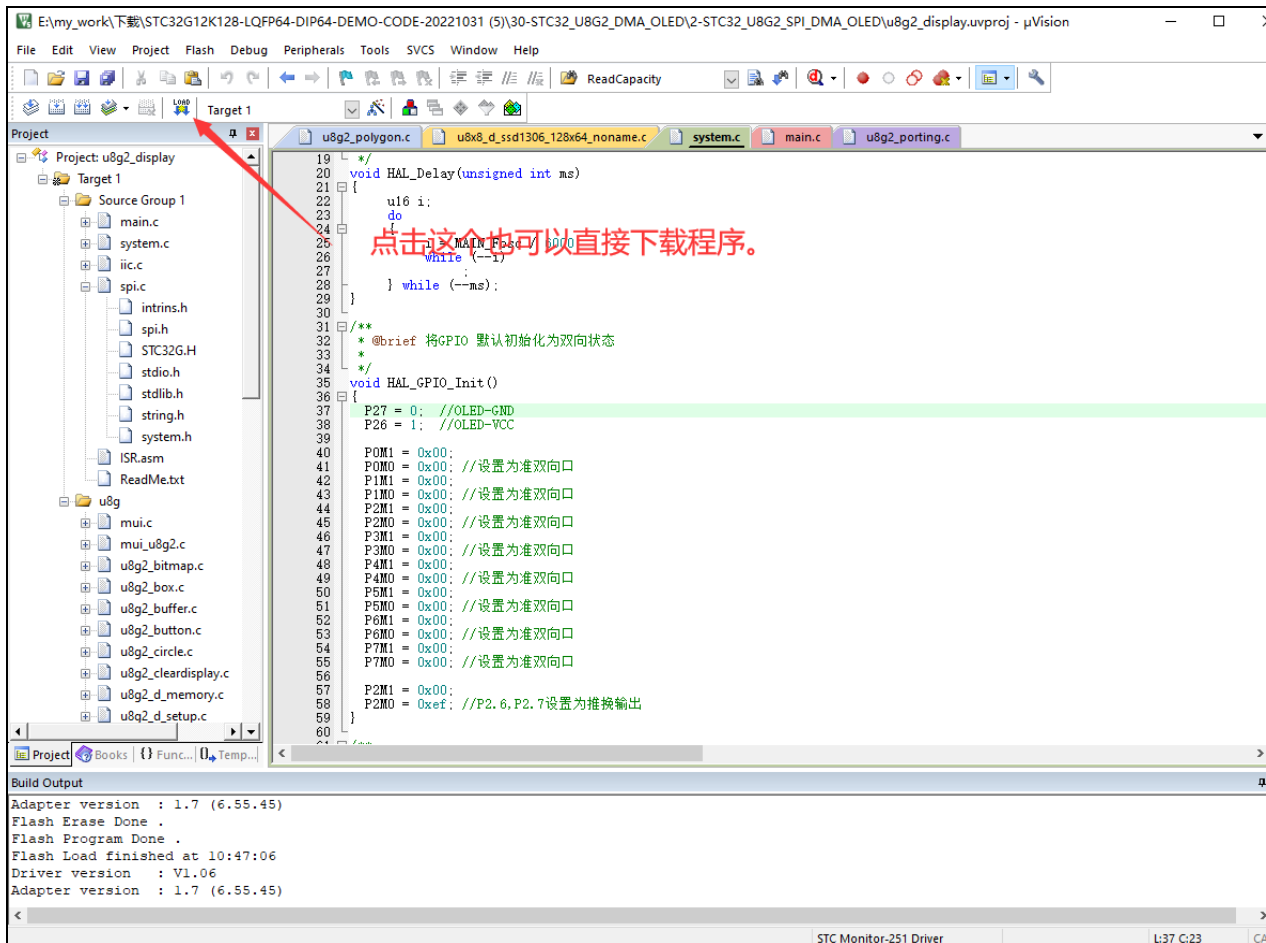 E:\my_work\下载\STC32G12K128-LQFP64-DIP64-DEMO-CODE-20221031 (5)\30-STC32_U8G2_DMA_OLED\2-STC32_U8G2_SPI_DMA_OLED\u8g2_display.uvproj - µVision
File Edit View Project Flash Debug Peripherals Tools SVCS Window Help
ReadCapacity
LOAD Target 1
Project
u8g2_polygon.c u8x8_d_ssd1306_128x64_noname.c system.c main.c u8g2_porting.c
Project: u8g2_display
Target 1
Source Group 1
main.c
system.c
iic.c
spi.c
intrins.h
spi.h
STC32G.H
stdio.h
stdlib.h
string.h
system.h
ISR.asm
ReadMe.txt
u8g
mui.c
mui_u8g2.c
u8g2_bitmap.c
u8g2_box.c
u8g2_buffer.c
u8g2_button.c
u8g2_circle.c
u8g2_cleardisplay.c
u8g2_d_memory.c
u8g2_d_setup.c
Project Books {} Func... Temp...
19 */
20 void HAL_Delay(unsigned int ms)
21 {
22 u16 i;
23 do
24 {
25 i = MAIN_Fosc / 6000
点击这个也可以直接下载程序。
26 while (--i)
27 ;
28 } while (--ms);
29 }
30
31 /**
32 * @brief 将GPIO 默认初始化为双向状态
33 *
34 */
35 void HAL_GPIO_Init()
36 {
37 P27 = 0; //OLED-GND
38 P26 = 1; //OLED-VCC
39
40 P0M1 = 0x00;
41 P0M0 = 0x00; //设置为准双向口
42 P1M1 = 0x00;
43 P1M0 = 0x00; //设置为准双向口
44 P2M1 = 0x00;
45 P2M0 = 0x00; //设置为准双向口
46 P3M1 = 0x00;
47 P3M0 = 0x00; //设置为准双向口
48 P4M1 = 0x00;
49 P4M0 = 0x00; //设置为准双向口
50 P5M1 = 0x00;
51 P5M0 = 0x00; //设置为准双向口
52 P6M1 = 0x00;
53 P6M0 = 0x00; //设置为准双向口
54 P7M1 = 0x00;
55 P7M0 = 0x00; //设置为准双向口
56
57 P2M1 = 0x00;
58 P2M0 = 0xef; //P2.6,P2.7设置为推挽输出
59 }
60
Build Output
Adapter version : 1.7 (6.55.45)
Flash Erase Done .
Flash Program Done .
Flash Load finished at 10:47:06
Driver version : V1.06
Adapter version : 1.7 (6.55.45)
STC Monitor-251 Driver L:37 C:23